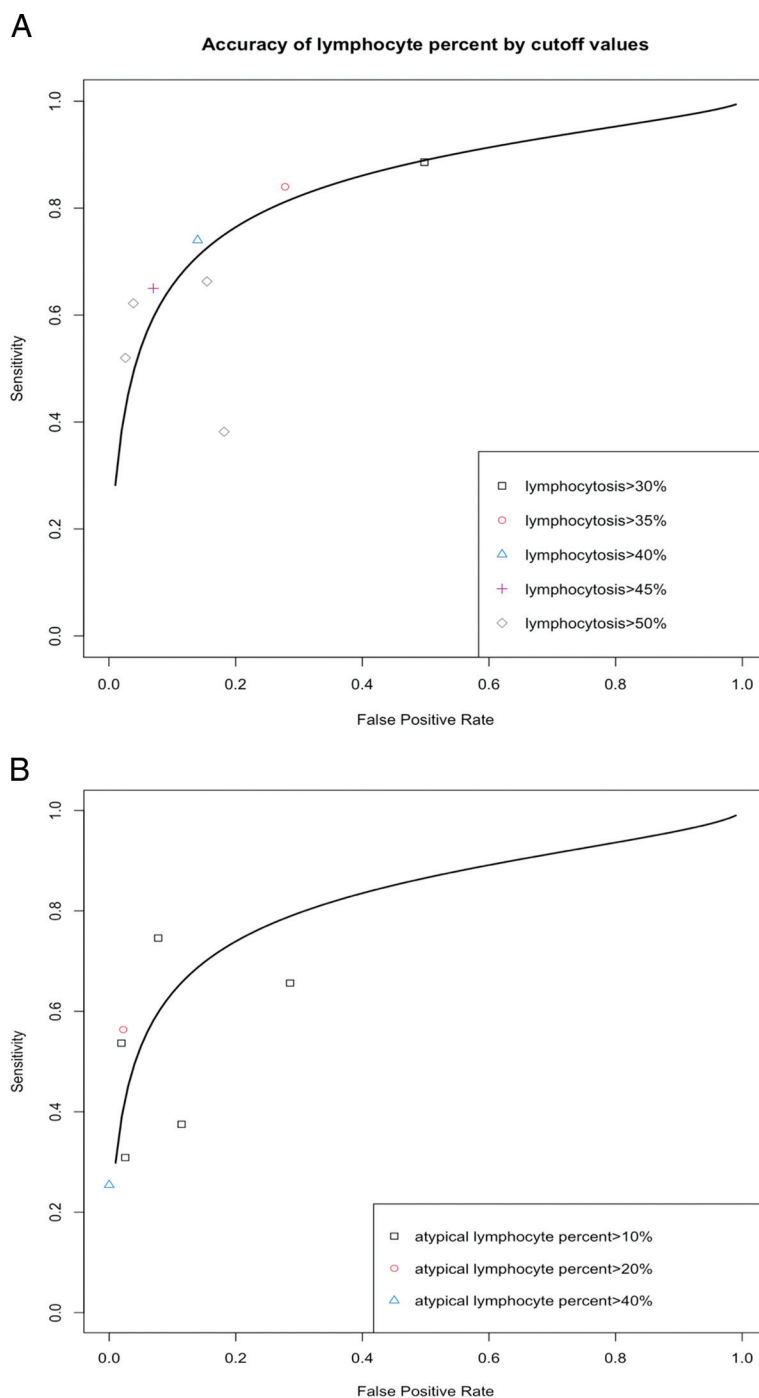 A
Accuracy of lymphocyte percent by cutoff values
1.0
0.8
0.6
0.4
0.2
0.0
Sensitivity
lymphocytosis>30%
lymphocytosis>35%
lymphocytosis>40%
lymphocytosis>45%
lymphocytosis>50%
0.0 0.2 0.4 0.6 0.8 1.0
False Positive Rate
B
1.0
0.8
0.6
0.4
0.2
0.0
Sensitivity
atypical lymphocyte percent>10%
atypical lymphocyte percent>20%
atypical lymphocyte percent>40%
0.0 0.2 0.4 0.6 0.8 1.0
False Positive Rate